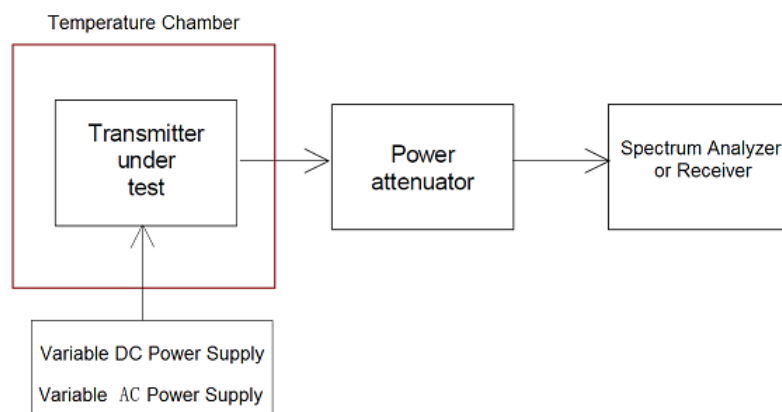 Temperature Chamber
Transmitter
under
test
Power
attenuator
Spectrum Analyzer
or Receiver
Variable DC Power Supply
Variable AC Power Supply